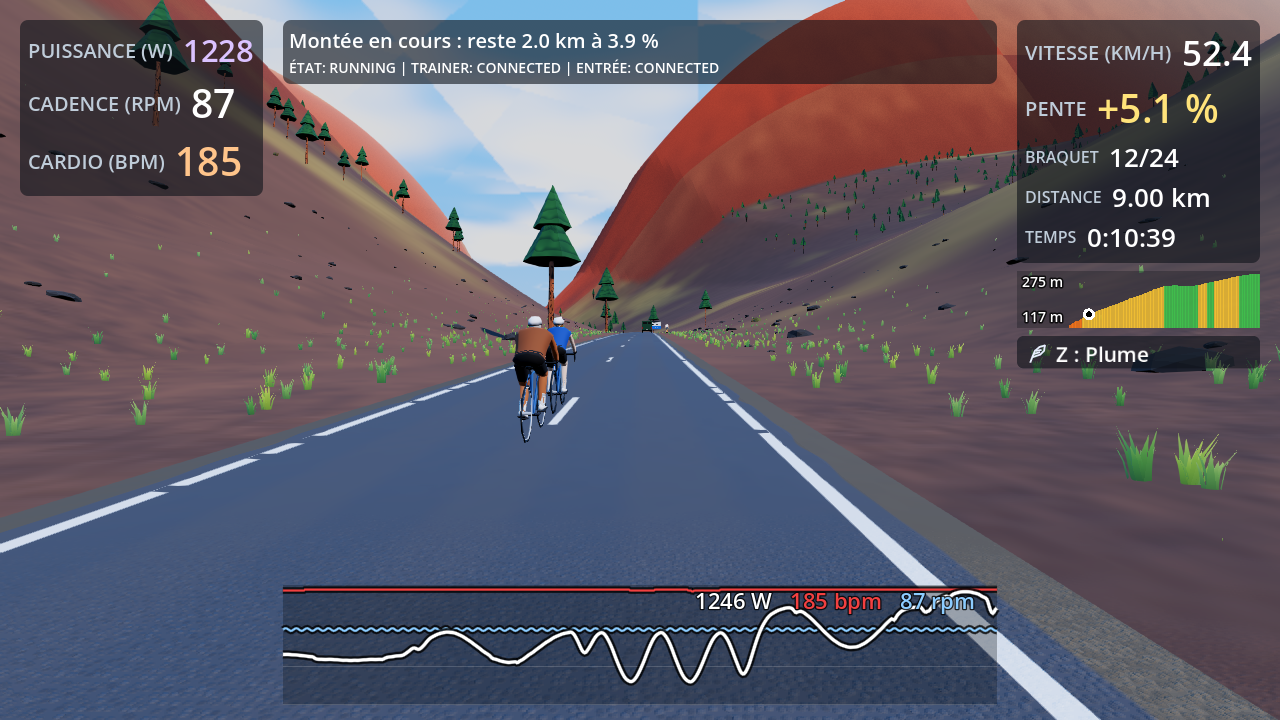 PUISSANCE (W) 1228
CADENCE (RPM) 87
CARDIO (BPM) 185
Montée en cours : reste 2.0 km à 3.9 %
ÉTAT: RUNNING | TRAINER: CONNECTED | ENTRÉE: CONNECTED
VITESSE (KM/H) 52.4
PENTE +5.1 %
BRAQUET 12/24
DISTANCE 9.00 km
TEMPS 0:10:39
275 m
117 m
Z : Plume
1246 W 185 bpm 87 rpm